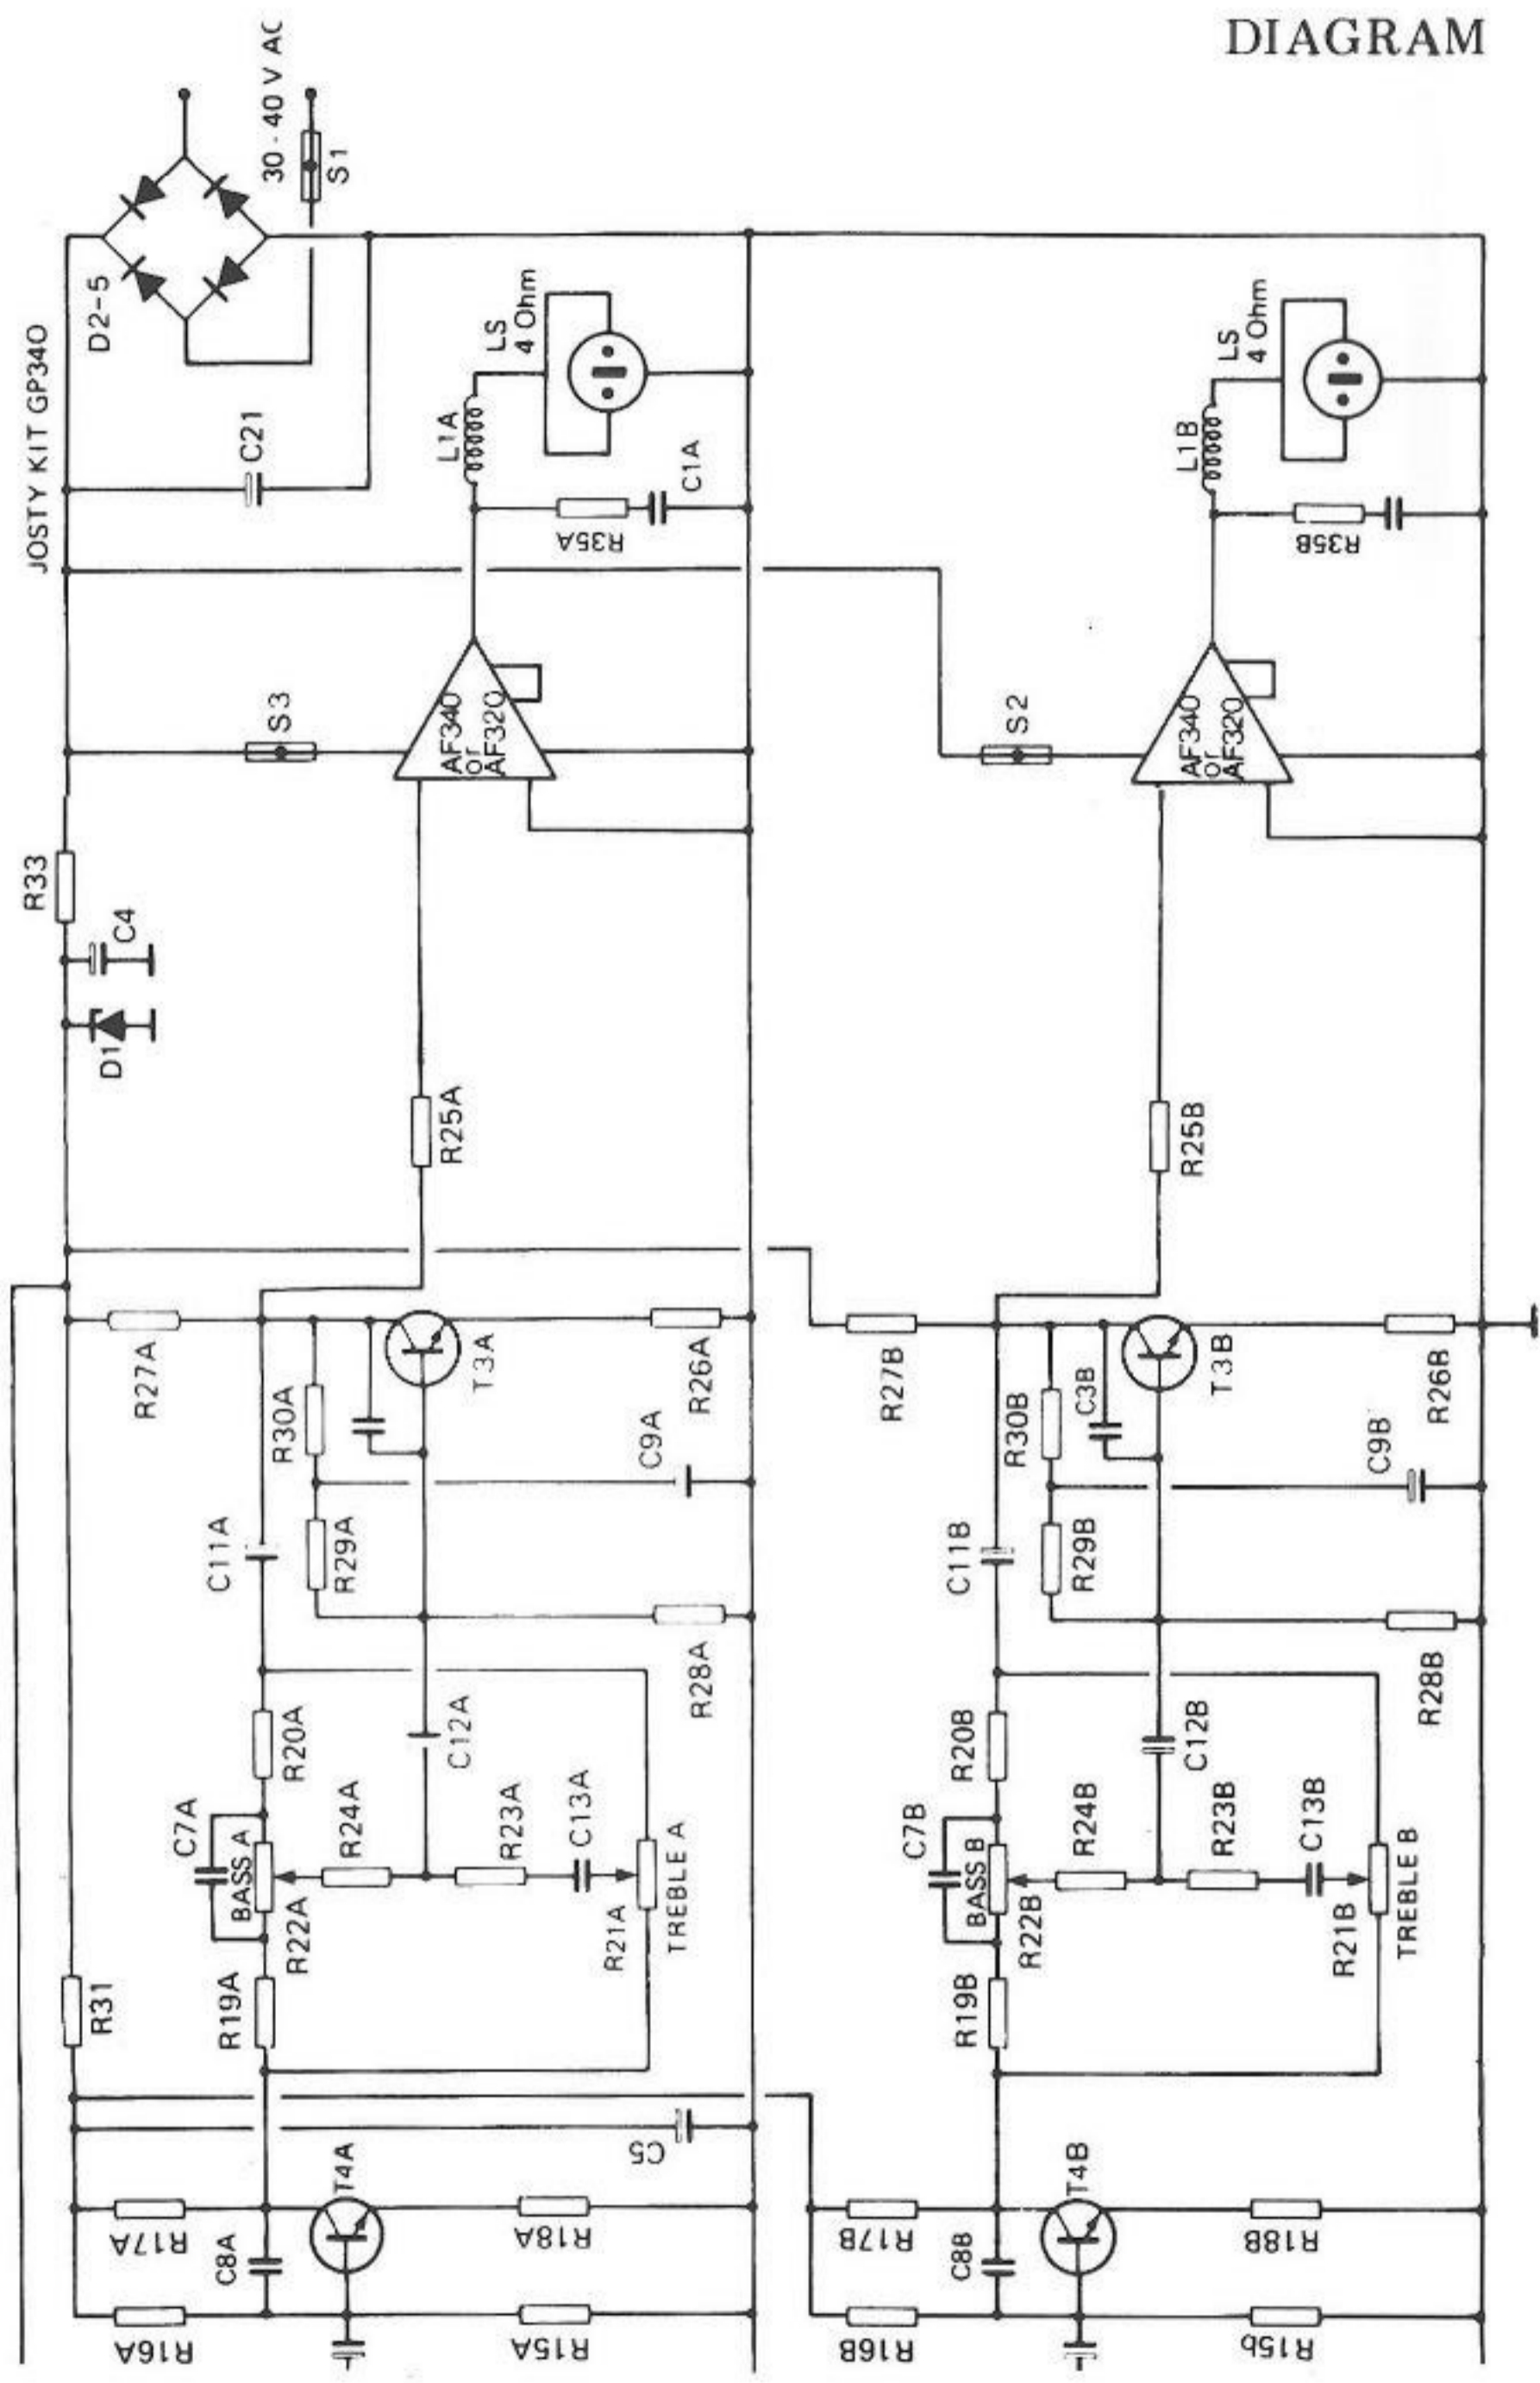 DIAGRAM
JOSTY KIT GP340
30 - 40 V AC
S1
D2-5
C21
LS
4 Ohm
L1A
C1A
R35A
S3
AF340
or
AF320
R33
C4
D1
R25A
R27A
T3A
R30A
R26A
C9A
C11A
R29A
R28A
R20A
C12A
C7A
R24A
R23A
C13A
BASS A
R22A
R21A
TREBLE A
R31
R19A
C5
T4A
R17A
C8A
R18A
R16A
R15A
LS
4 Ohm
L1B
R35B
S2
AF340
or
AF320
R25B
R27B
T3B
C3B
R30B
R26B
C9B
C11B
R29B
R28B
R20B
C12B
C7B
R24B
R23B
C13B
BASS B
R22B
R21B
TREBLE B
R19B
T4B
R17B
C8B
R18B
R16B
R15b